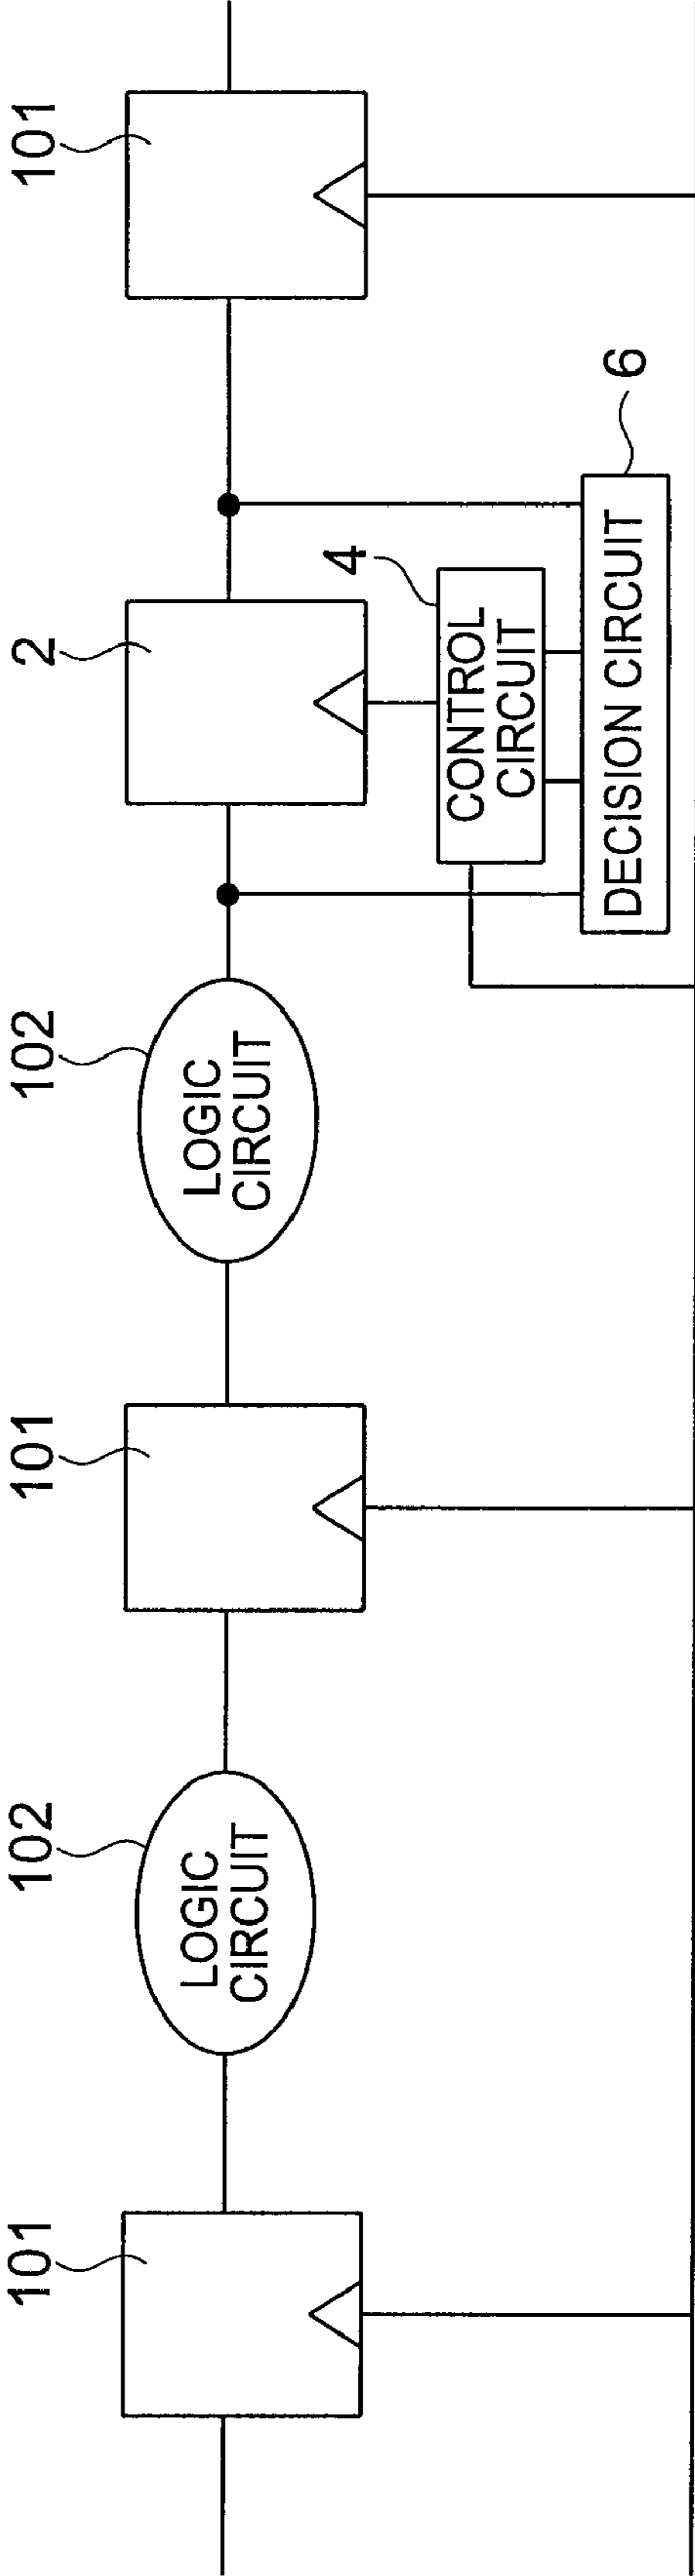 101
102
LOGIC
CIRCUIT
101
102
LOGIC
CIRCUIT
2
4
CONTROL
CIRCUIT
DECISION CIRCUIT
6
101